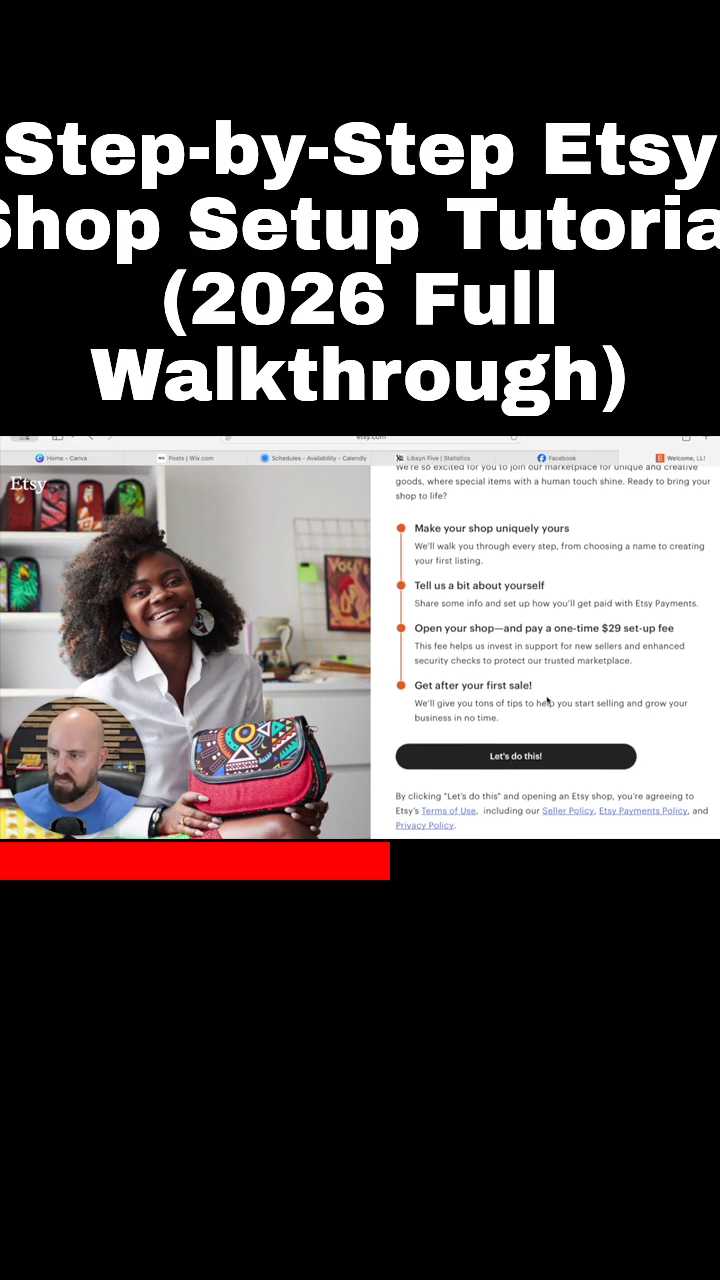 Step-by-Step Etsy
Shop Setup Tutoria
(2026 Full
Walkthrough)
etsy.com
Home - Canva
Posts | Wix.com
Schedules - Availability - Calendly
Libsyn Five | Statistics
Facebook
Welcome, LL!
Etsy
We're so excited for you to join our marketplace for unique and creative
goods, where special items with a human touch shine. Ready to bring your
shop to life?
Make your shop uniquely yours
We'll walk you through every step, from choosing a name to creating
your first listing.
Tell us a bit about yourself
Share some info and set up how you'll get paid with Etsy Payments.
Open your shop—and pay a one-time $29 set-up fee
This fee helps us invest in support for new sellers and enhanced
security checks to protect our trusted marketplace.
Get after your first sale!
We'll give you tons of tips to help you start selling and grow your
business in no time.
Let's do this!
By clicking "Let's do this" and opening an Etsy shop, you're agreeing to
Etsy's Terms of Use, including our Seller Policy, Etsy Payments Policy, and
Privacy Policy.